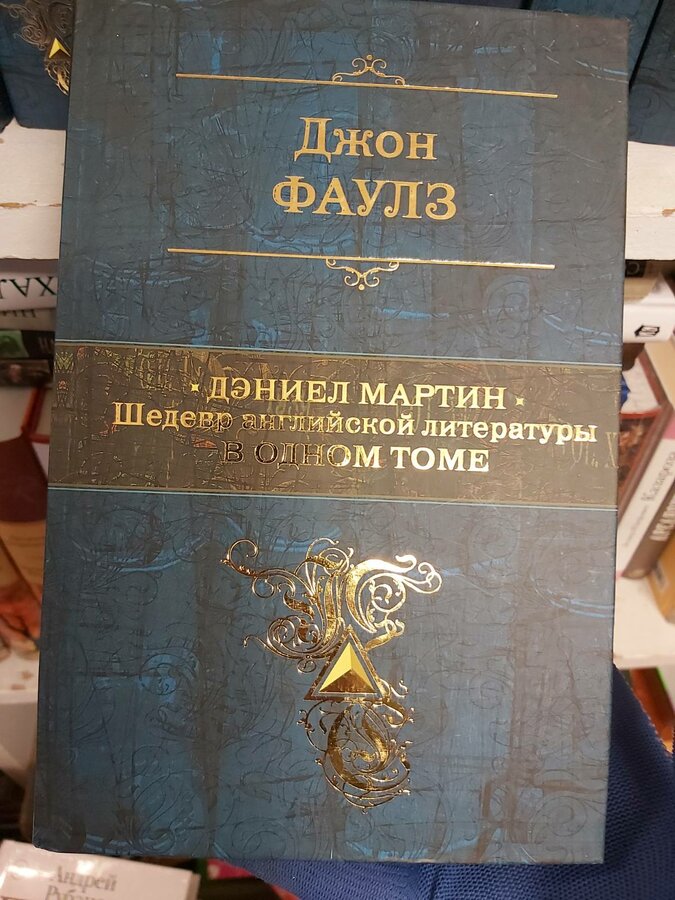 Джон
ФАУЛЗ
ДЭНИЕЛ МАРТИН
Шедевр английской литературы
В ОДНОМ ТОМЕ
Андрей